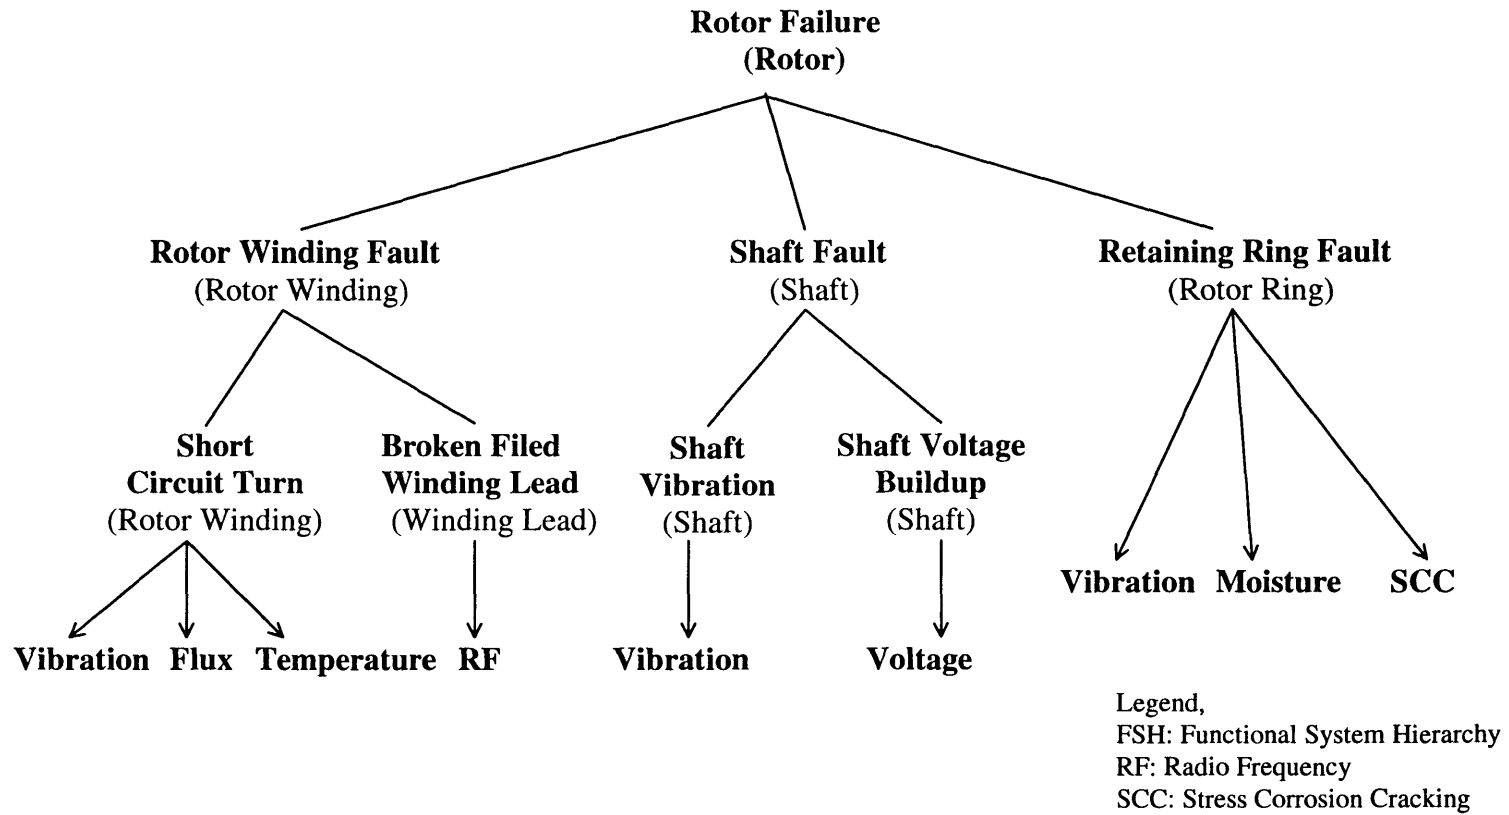 Rotor Failure
(Rotor)
Rotor Winding Fault
(Rotor Winding)
Shaft Fault
(Shaft)
Retaining Ring Fault
(Rotor Ring)
Short
Circuit Turn
(Rotor Winding)
Broken Filed
Winding Lead
(Winding Lead)
Shaft
Vibration
(Shaft)
Shaft Voltage
Buildup
(Shaft)
Vibration Moisture SCC
Vibration Flux Temperature RF Vibration Voltage
Legend,
FSH: Functional System Hierarchy
RF: Radio Frequency
SCC: Stress Corrosion Cracking